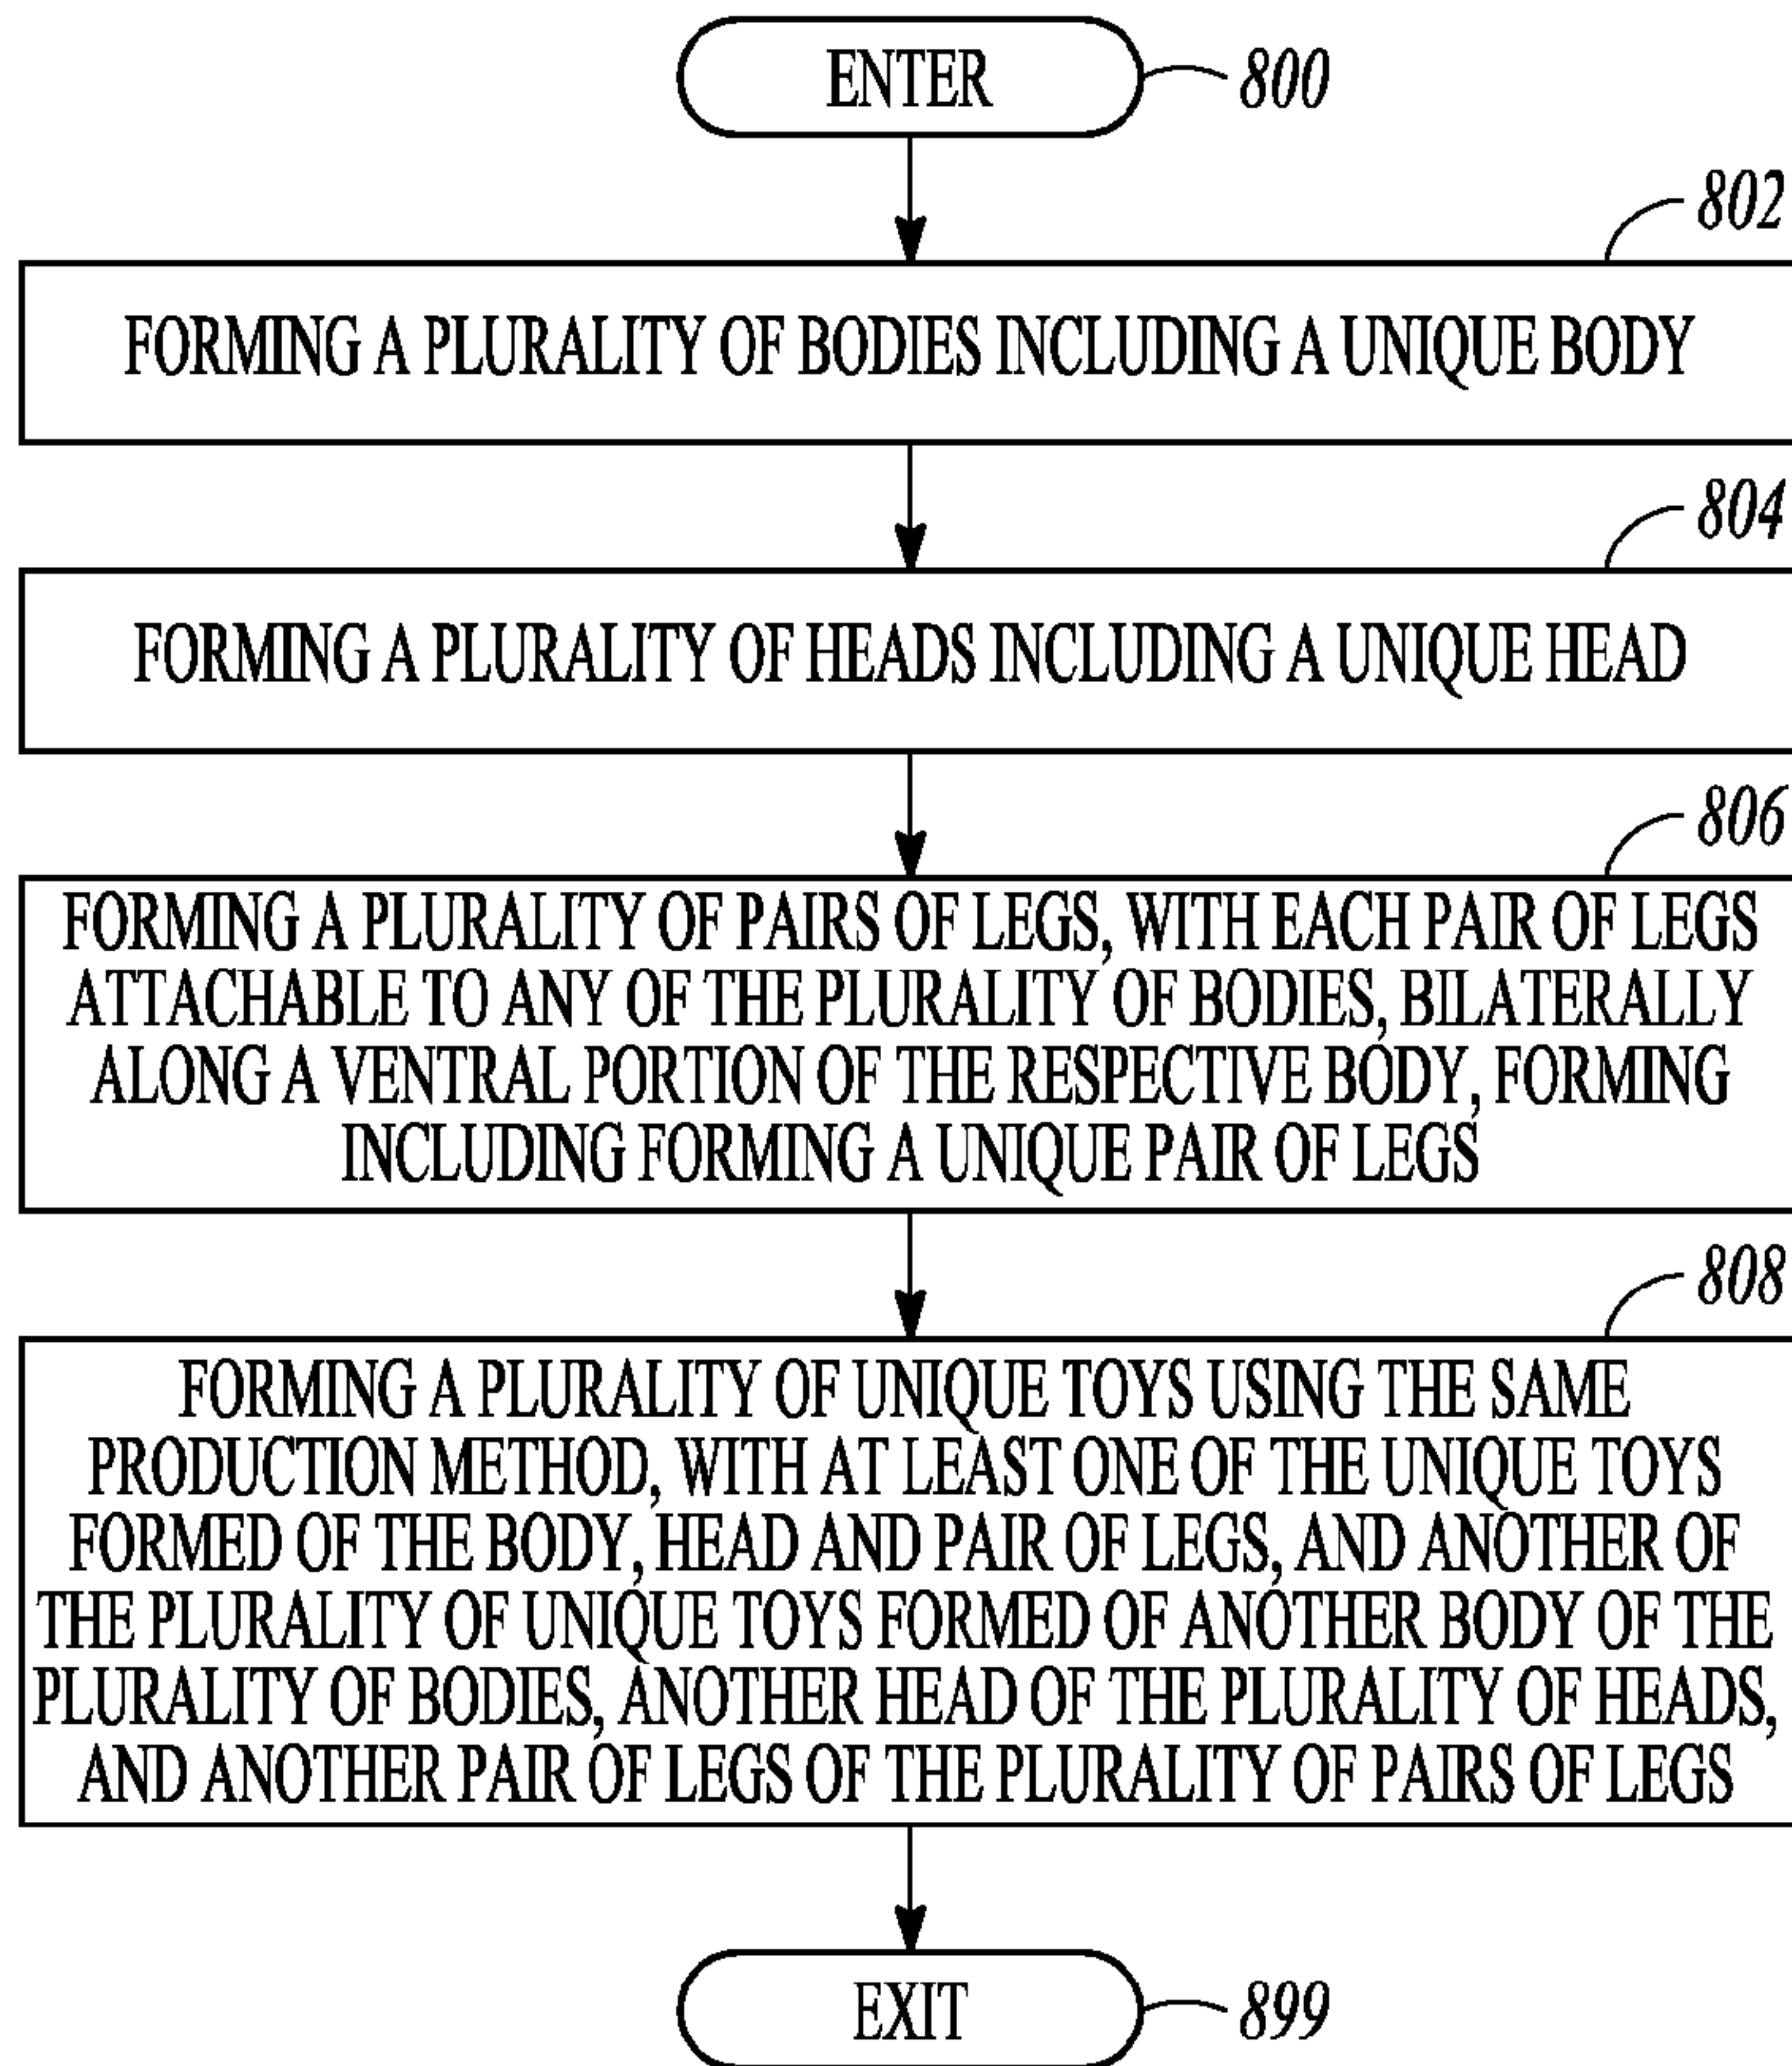 ENTER
800
802
FORMING A PLURALITY OF BODIES INCLUDING A UNIQUE BODY
804
FORMING A PLURALITY OF HEADS INCLUDING A UNIQUE HEAD
806
FORMING A PLURALITY OF PAIRS OF LEGS, WITH EACH PAIR OF LEGS
ATTACHABLE TO ANY OF THE PLURALITY OF BODIES, BILATERALLY
ALONG A VENTRAL PORTION OF THE RESPECTIVE BODY, FORMING
INCLUDING FORMING A UNIQUE PAIR OF LEGS
808
FORMING A PLURALITY OF UNIQUE TOYS USING THE SAME
PRODUCTION METHOD, WITH AT LEAST ONE OF THE UNIQUE TOYS
FORMED OF THE BODY, HEAD AND PAIR OF LEGS, AND ANOTHER OF
THE PLURALITY OF UNIQUE TOYS FORMED OF ANOTHER BODY OF THE
PLURALITY OF BODIES, ANOTHER HEAD OF THE PLURALITY OF HEADS,
AND ANOTHER PAIR OF LEGS OF THE PLURALITY OF PAIRS OF LEGS
EXIT
899